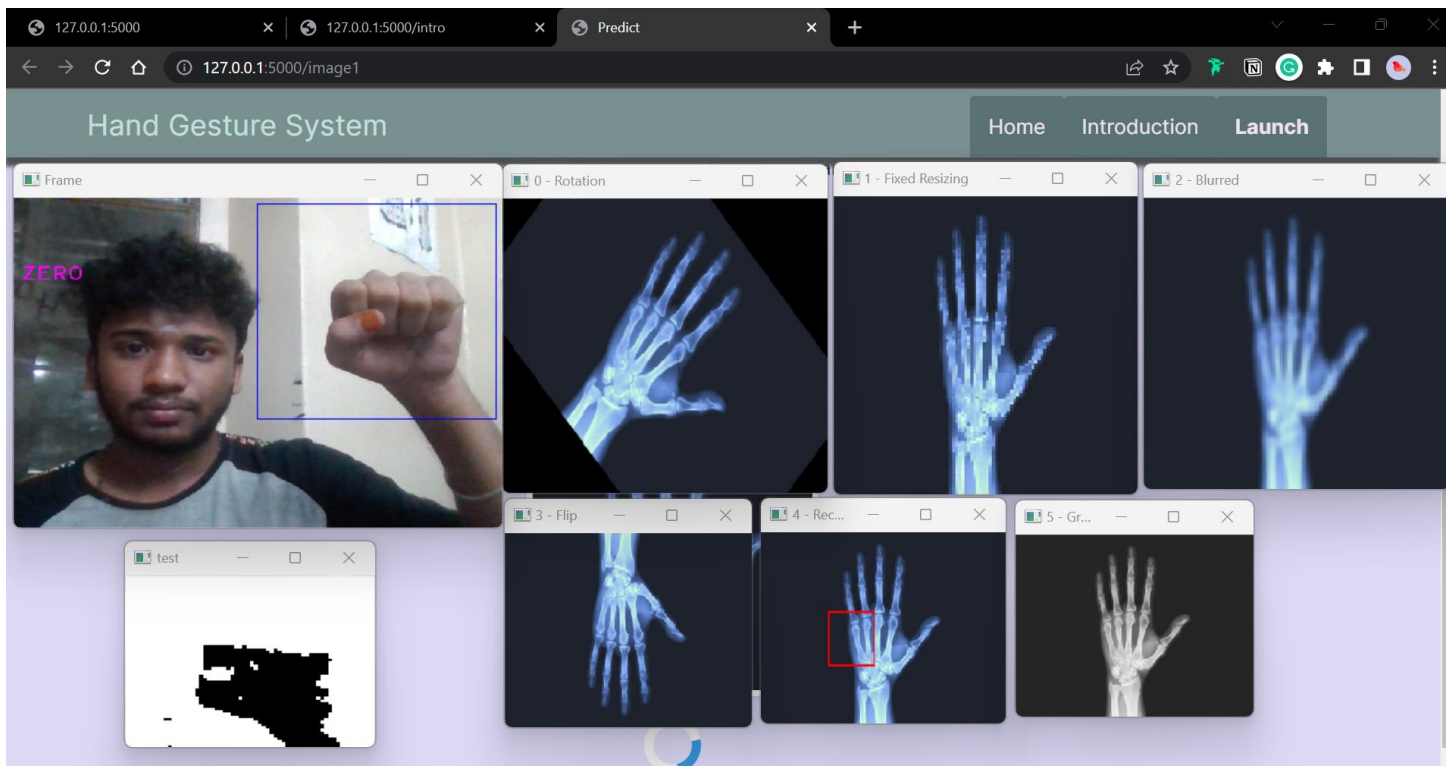 127.0.0.1:5000
127.0.0.1:5000/intro
Predict
127.0.0.1:5000/image1
Hand Gesture System
Home
Introduction
Launch
Frame
0 - Rotation
1 - Fixed Resizing
2 - Blurred
ZERO
3 - Flip
4 - Rec...
5 - Gr...
test